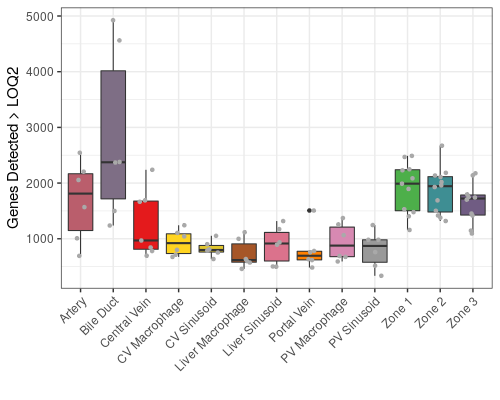 Genes Detected > LOQ2
5000
4000
3000
2000
1000
Artery
Bile Duct
Central Vein
CV Macrophage
CV Sinusoid
Liver Macrophage
Liver Sinusoid
Portal Vein
PV Macrophage
PV Sinusoid
Zone 1
Zone 2
Zone 3